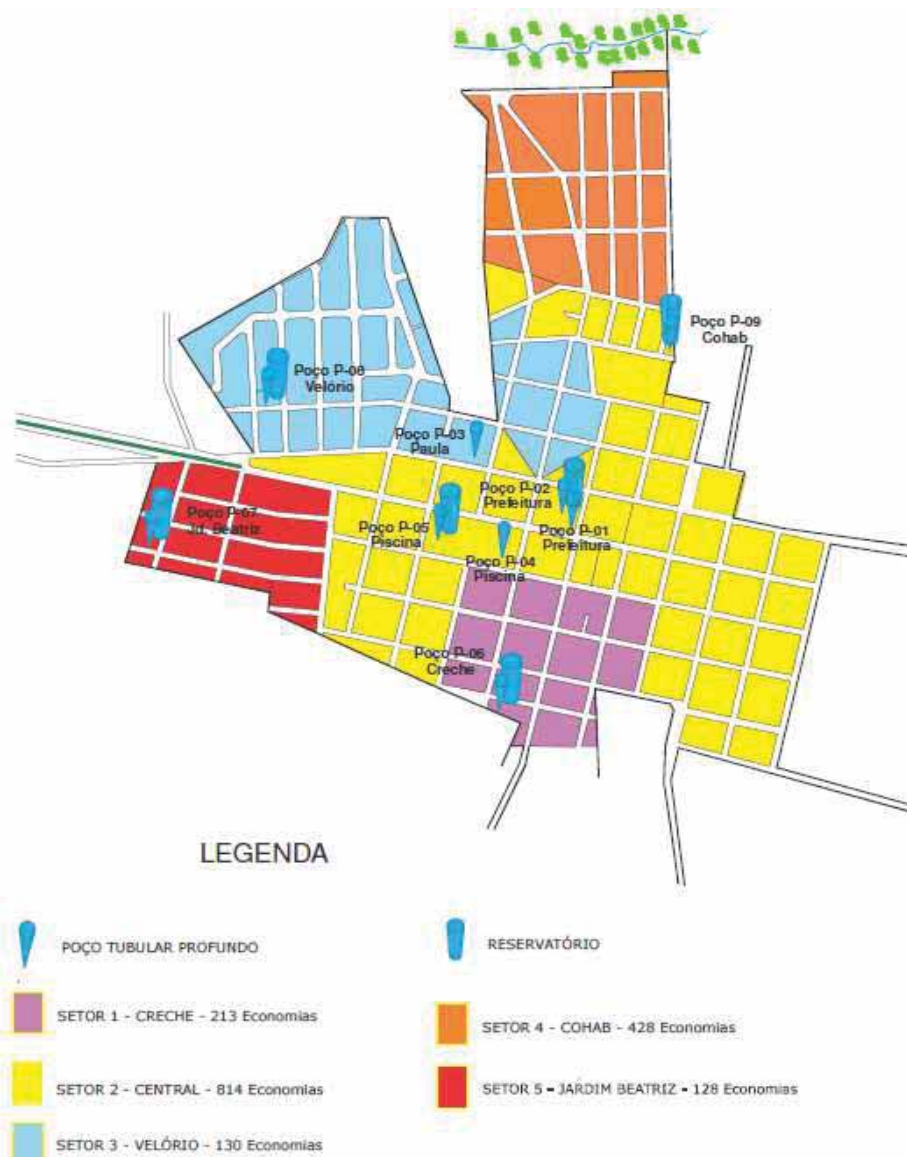 Poço P-09
Cohab
Poço P-08
Velório
Poço P-03
Paula
Poço P-02
Prefeitura
Poço P-07
Jd. Beatriz
Poço P-05
Piscina
Poço P-01
Prefeitura
Poço P-04
Piscina
Poço P-06
Creche
LEGENDA
POÇO TUBULAR PROFUNDO
RESERVATÓRIO
SETOR 1 - CRECHE - 213 Economias
SETOR 4 - COHAB - 428 Economias
SETOR 2 - CENTRAL - 814 Economias
SETOR 5 - JARDIM BEATRIZ - 128 Economias
SETOR 3 - VELÓRIO - 130 Economias